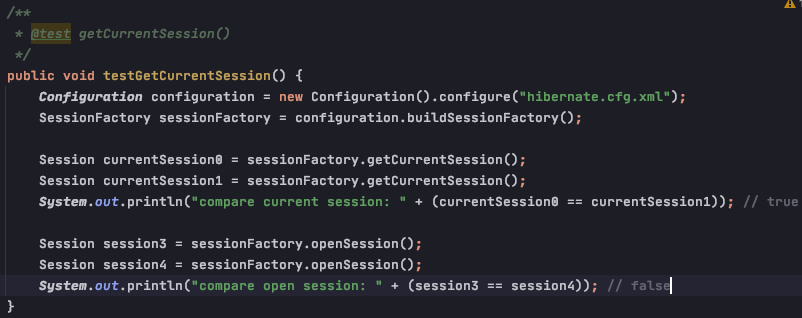 /**
 * @test getCurrentSession()
 */
public void testGetCurrentSession() {
    Configuration configuration = new Configuration().configure("hibernate.cfg.xml");
    SessionFactory sessionFactory = configuration.buildSessionFactory();

    Session currentSession0 = sessionFactory.getCurrentSession();
    Session currentSession1 = sessionFactory.getCurrentSession();
    System.out.println("compare current session: " + (currentSession0 == currentSession1)); // true

    Session session3 = sessionFactory.openSession();
    Session session4 = sessionFactory.openSession();
    System.out.println("compare open session: " + (session3 == session4)); // false
}